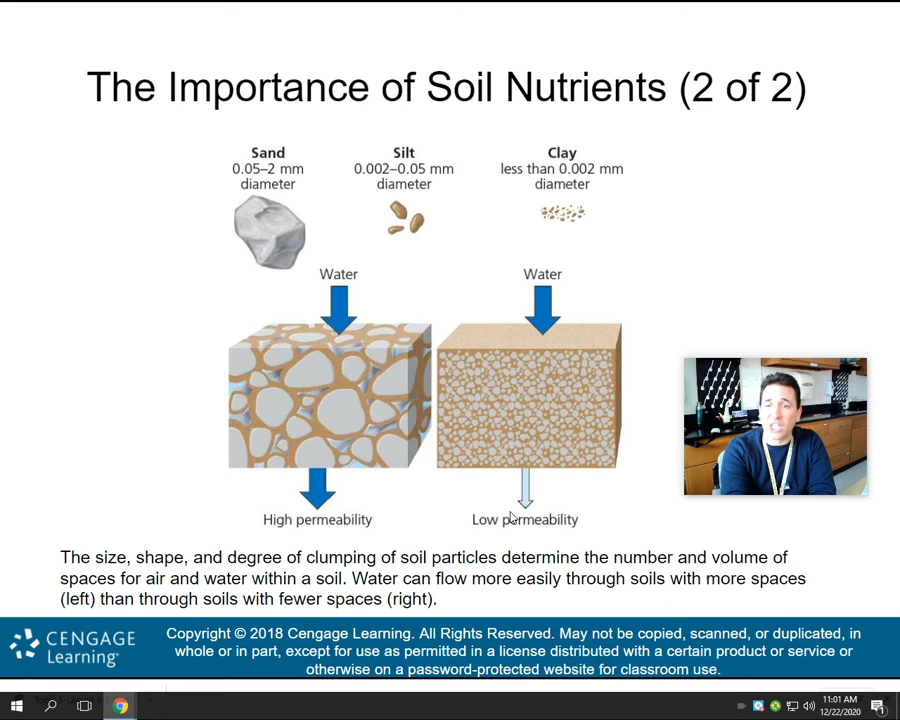 The Importance of Soil Nutrients (2 of 2)
Sand
0.05–2 mm
diameter
Silt
0.002–0.05 mm
diameter
Clay
less than 0.002 mm
diameter
Water
Water
High permeability
Low permeability
The size, shape, and degree of clumping of soil particles determine the number and volume of
spaces for air and water within a soil. Water can flow more easily through soils with more spaces
(left) than through soils with fewer spaces (right).
CENGAGE
Learning™
Copyright © 2018 Cengage Learning. All Rights Reserved. May not be copied, scanned, or duplicated, in
whole or in part, except for use as permitted in a license distributed with a certain product or service or
otherwise on a password-protected website for classroom use.
11:01 AM
12/22/2020
1